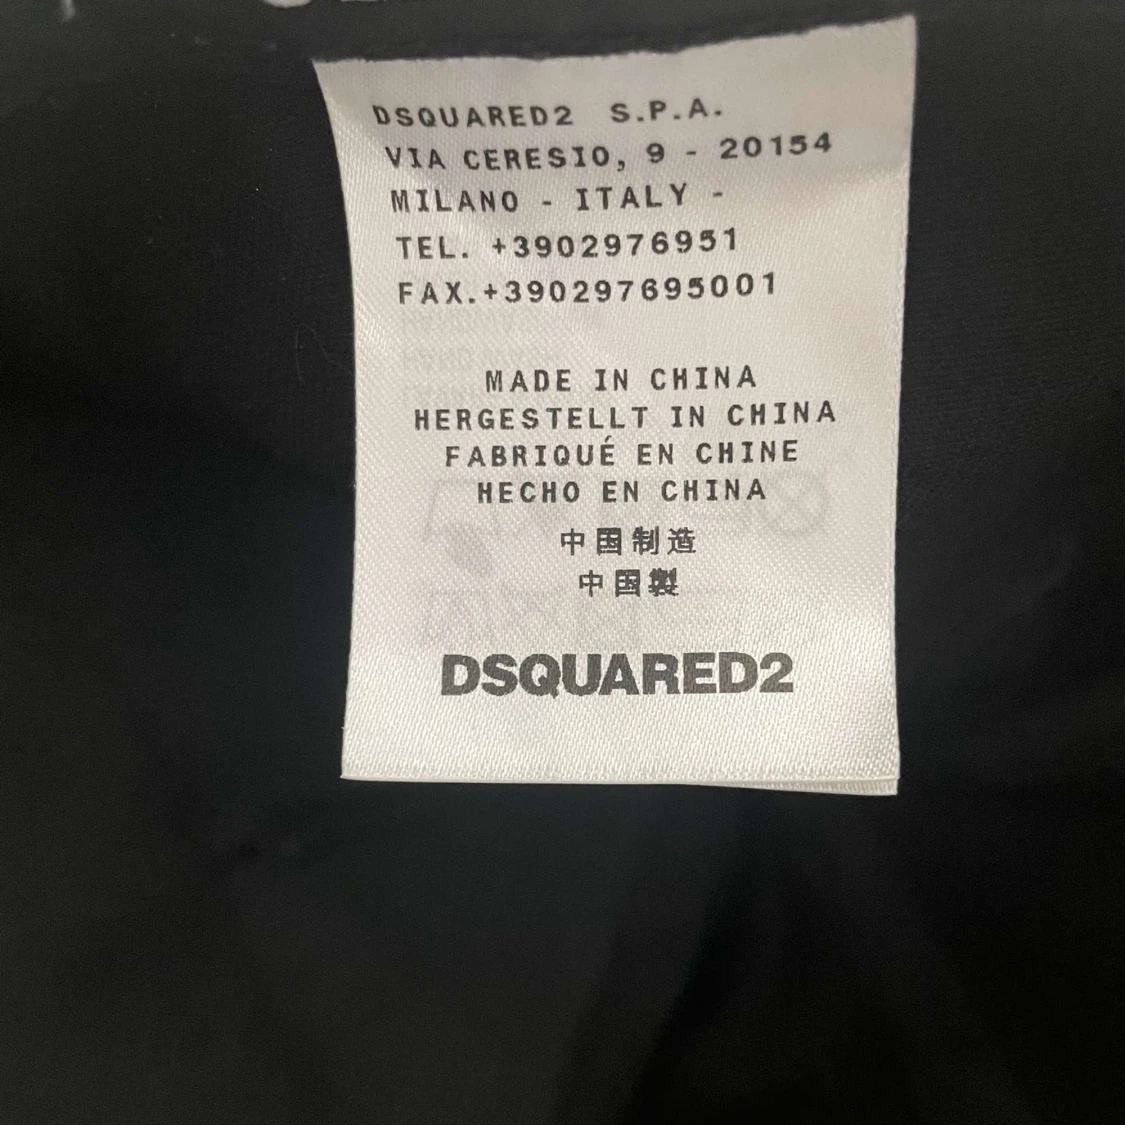 DSQUARED2 S.P.A.
VIA CERESIO, 9 - 20154
MILANO - ITALY -
TEL. +3902976951
FAX.+390297695001
MADE IN CHINA
HERGESTELLT IN CHINA
FABRIQUÉ EN CHINE
HECHO EN CHINA
中国制造
中国製
DSQUARED2